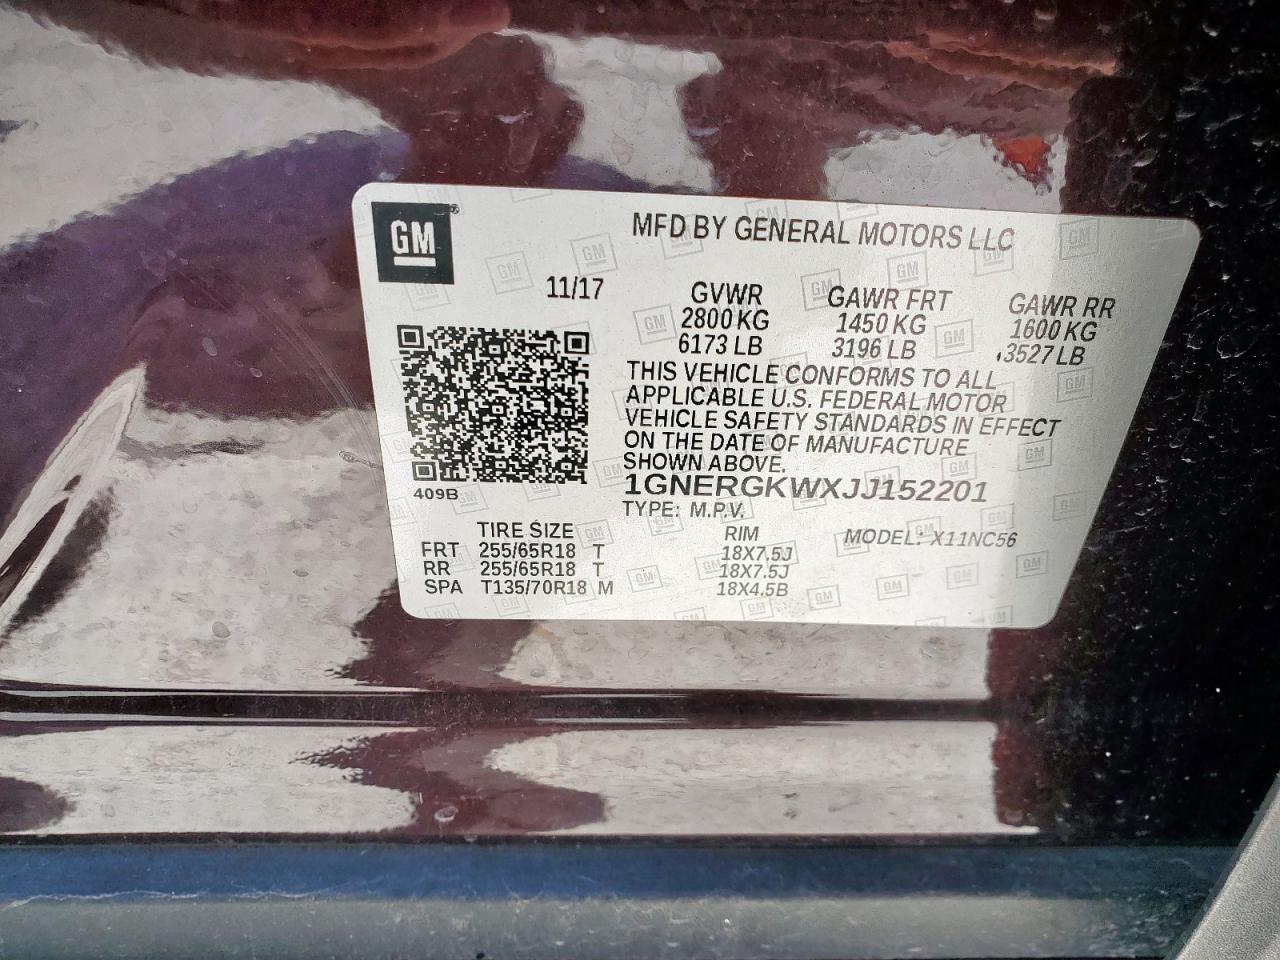 GM
MFD BY GENERAL MOTORS LLC
11/17 GVWR GAWR FRT GAWR RR
2800 KG 1450 KG 1600 KG
6173 LB 3196 LB 3527 LB
THIS VEHICLE CONFORMS TO ALL
APPLICABLE U.S. FEDERAL MOTOR
VEHICLE SAFETY STANDARDS IN EFFECT
ON THE DATE OF MANUFACTURE
SHOWN ABOVE.
1GNERGKWXJJ152201
409B
TYPE: M.P.V.
TIRE SIZE RIM MODEL: X11NC56
FRT 255/65R18 T 18X7.5J
RR 255/65R18 T 18X7.5J
SPA T135/70R18 M 18X4.5B